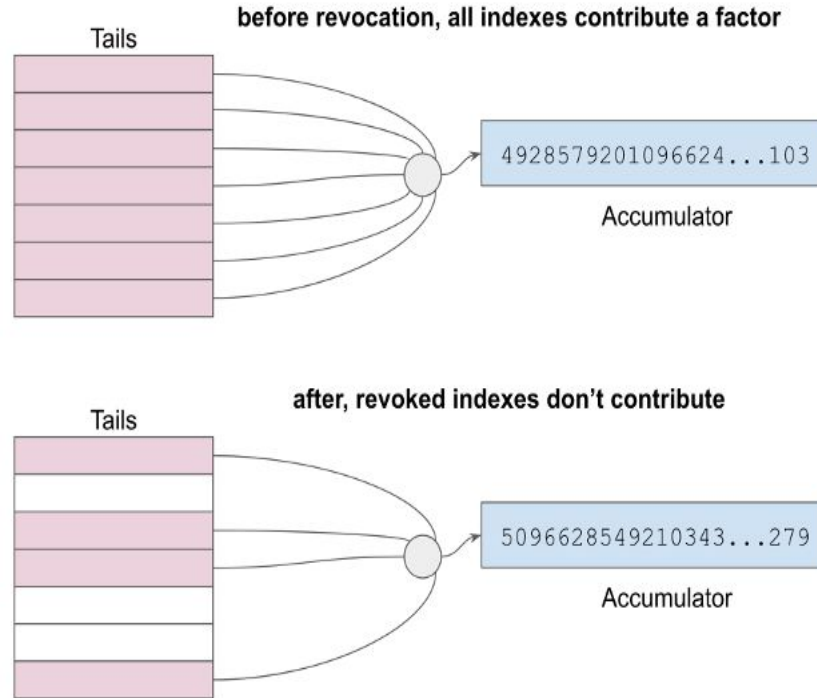 before revocation, all indexes contribute a factor
Tails
4928579201096624...103
Accumulator
after, revoked indexes don’t contribute
Tails
5096628549210343...279
Accumulator